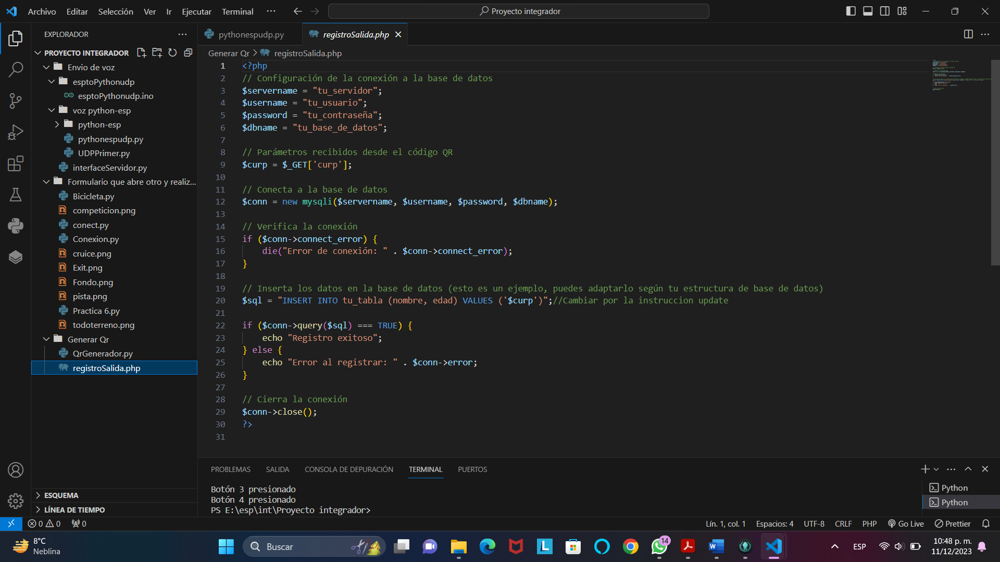 Archivo Editar Selección Ver Ir Ejecutar Terminal ··· Proyecto integrador
EXPLORADOR ···
PROYECTO INTEGRADOR
Envio de voz
esptoPythonudp
esptoPythonudp.ino
voz python-esp
python-esp
pythonespudp.py
UDPPrimer.py
interfaceServidor.py
Formulario que abre otro y realiz...
Bicicleta.py
competicion.png
conect.py
Conexion.py
cruice.png
Exit.png
Fondo.png
pista.png
Practica 6.py
todoterreno.png
Generar Qr
QrGenerador.py
registroSalida.php
ESQUEMA
LÍNEA DE TIEMPO
pythonespudp.py registroSalida.php
Generar Qr > registroSalida.php
1 <?php
2 // Configuración de la conexión a la base de datos
3 $servername = "tu_servidor";
4 $username = "tu_usuario";
5 $password = "tu_contraseña";
6 $dbname = "tu_base_de_datos";
7
8 // Parámetros recibidos desde el código QR
9 $curp = $_GET['curp'];
10
11 // Conecta a la base de datos
12 $conn = new mysqli($servername, $username, $password, $dbname);
13
14 // Verifica la conexión
15 if ($conn->connect_error) {
16 die("Error de conexión: " . $conn->connect_error);
17 }
18
19 // Inserta los datos en la base de datos (esto es un ejemplo, puedes adaptarlo según tu estructura de base de datos)
20 $sql = "INSERT INTO tu_tabla (nombre, edad) VALUES ('$curp')";//Cambiar por la instruccion update
21
22 if ($conn->query($sql) === TRUE) {
23 echo "Registro exitoso";
24 } else {
25 echo "Error al registrar: " . $conn->error;
26 }
27
28 // Cierra la conexión
29 $conn->close();
30 ?>
31
PROBLEMAS SALIDA CONSOLA DE DEPURACIÓN TERMINAL PUERTOS
Botón 3 presionado
Botón 4 presionado
PS E:\esp\int\Proyecto integrador>
Python
Python
0 0 0 Lín. 1, col. 1 Espacios: 4 UTF-8 CRLF PHP Go Live Prettier
8°C
Neblina
Buscar
14
ESP
10:48 p. m.
11/12/2023